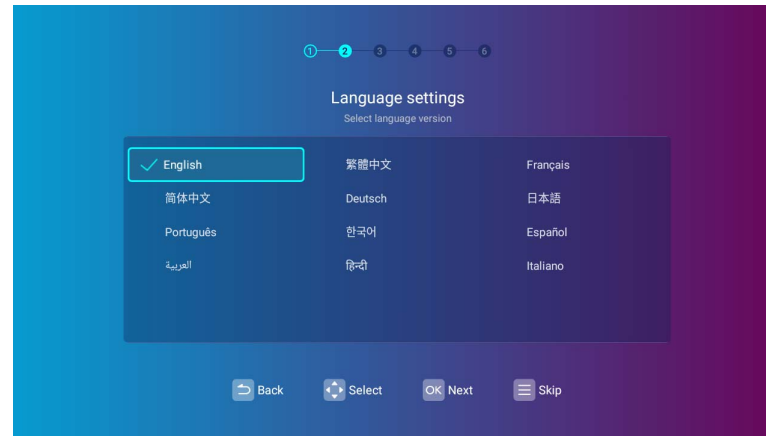 1 2 3 4 5 6
Language settings
Select language version
English 繁體中文 Français
简体中文 Deutsch 日本語
Português 한국어 Español
العربية हिन्दी Italiano
Back Select OK Next Skip